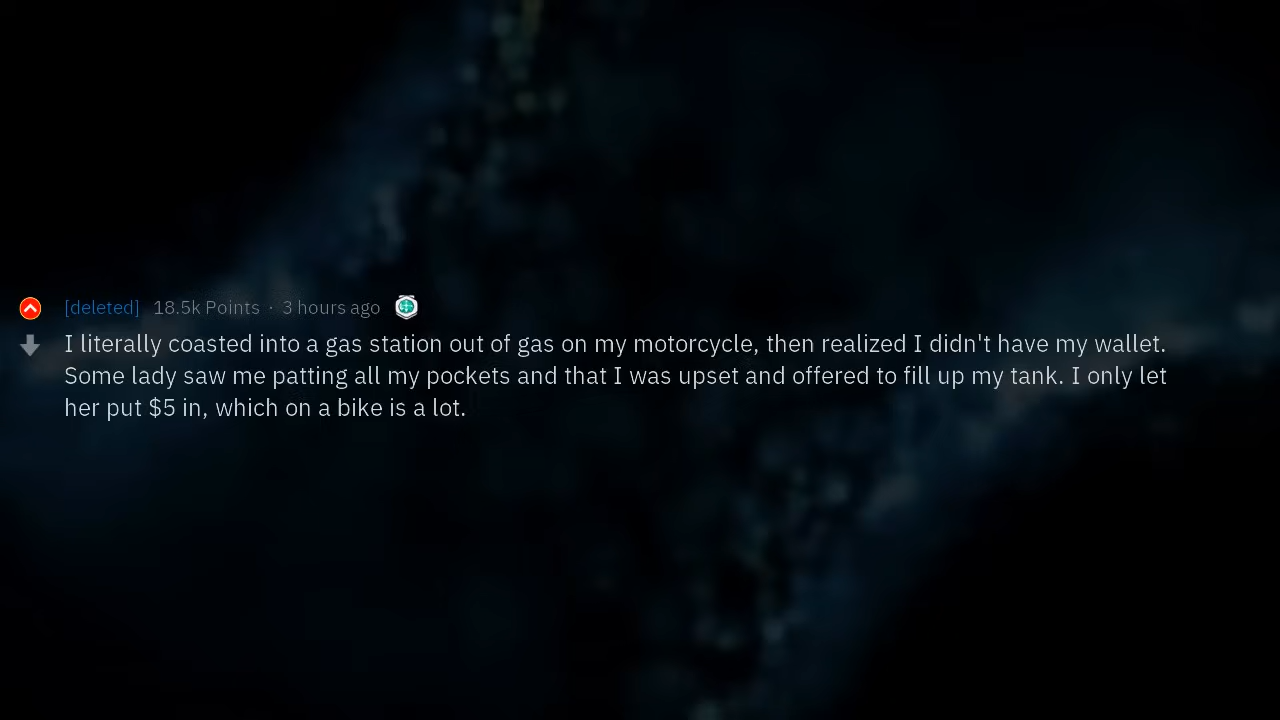 [deleted] 18.5k Points · 3 hours ago
I literally coasted into a gas station out of gas on my motorcycle, then realized I didn't have my wallet.
Some lady saw me patting all my pockets and that I was upset and offered to fill up my tank. I only let
her put $5 in, which on a bike is a lot.